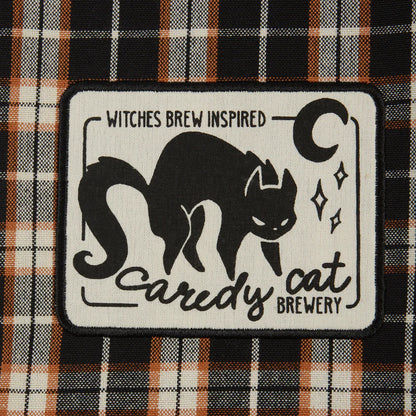 WITCHES BREW INSPIRED
Scaredy cat
BREWERY